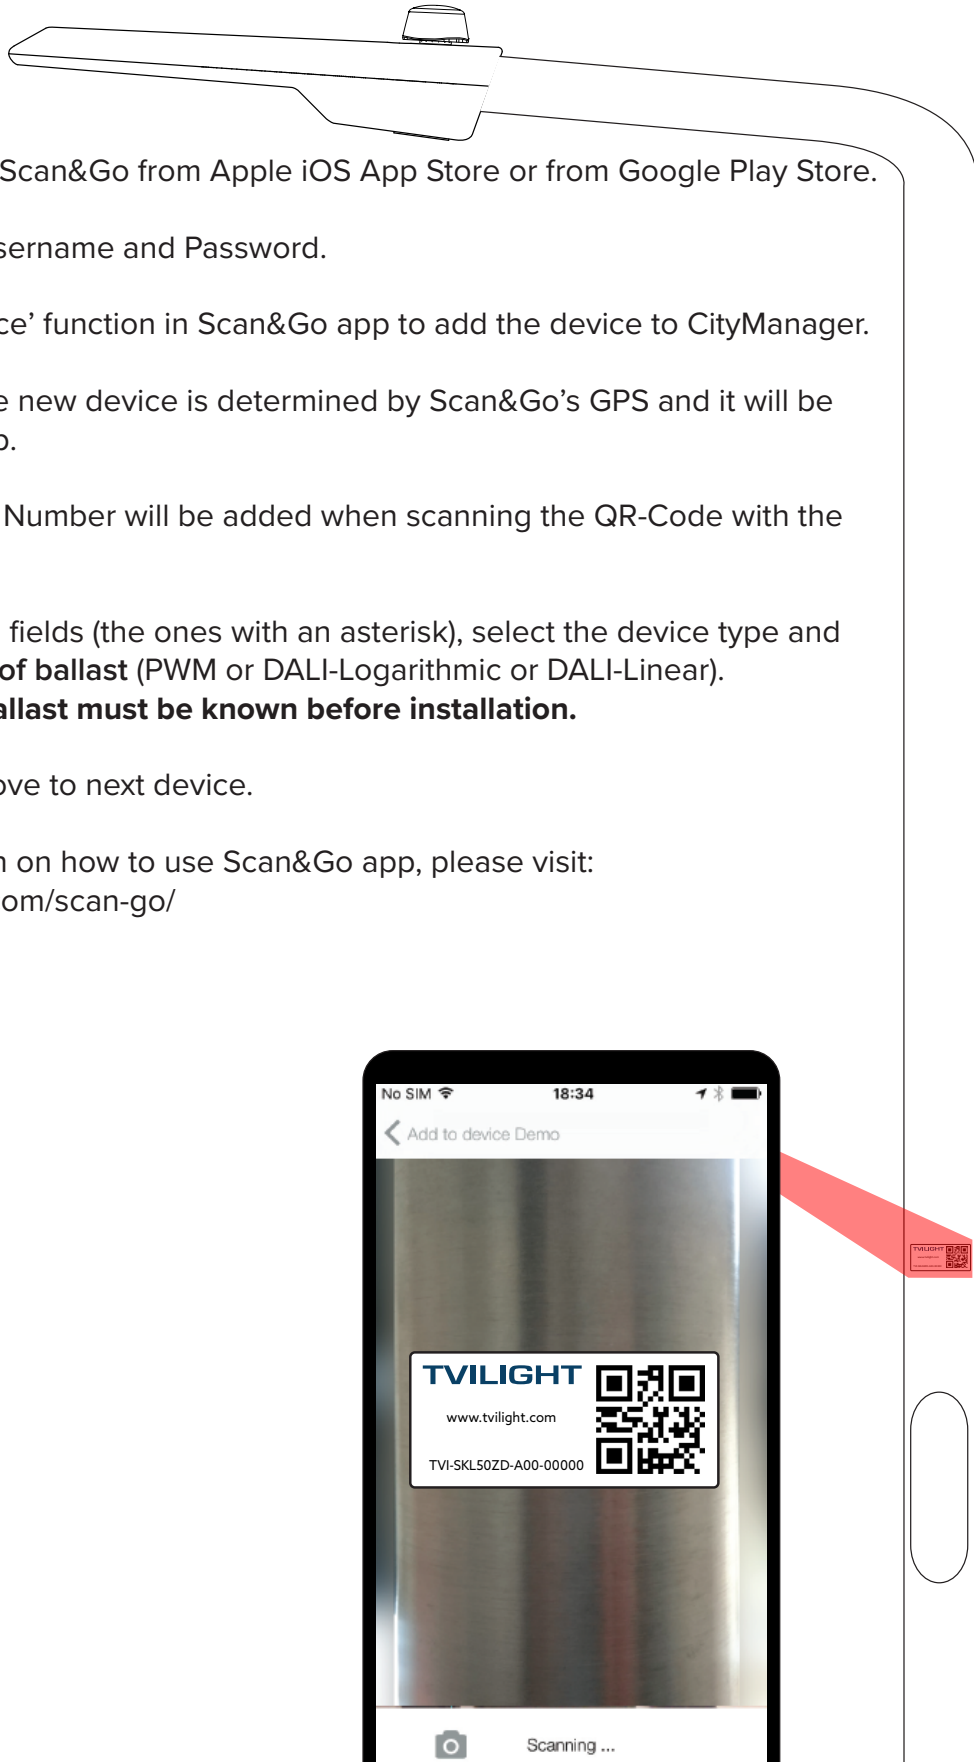 Scan&Go from Apple iOS App Store or from Google Play Store.
sername and Password.
ce’ function in Scan&Go app to add the device to CityManager.
e new device is determined by Scan&Go’s GPS and it will be
o.
Number will be added when scanning the QR-Code with the
fields (the ones with an asterisk), select the device type and
of ballast (PWM or DALI-Logarithmic or DALI-Linear).
allast must be known before installation.
ove to next device.
n on how to use Scan&Go app, please visit:
om/scan-go/
No SIM 18:34
Add to device Demo
TVILIGHT
TVILIGHT
www.tvilight.com
TVI-SKL50ZD-A00-00000
Scanning ...